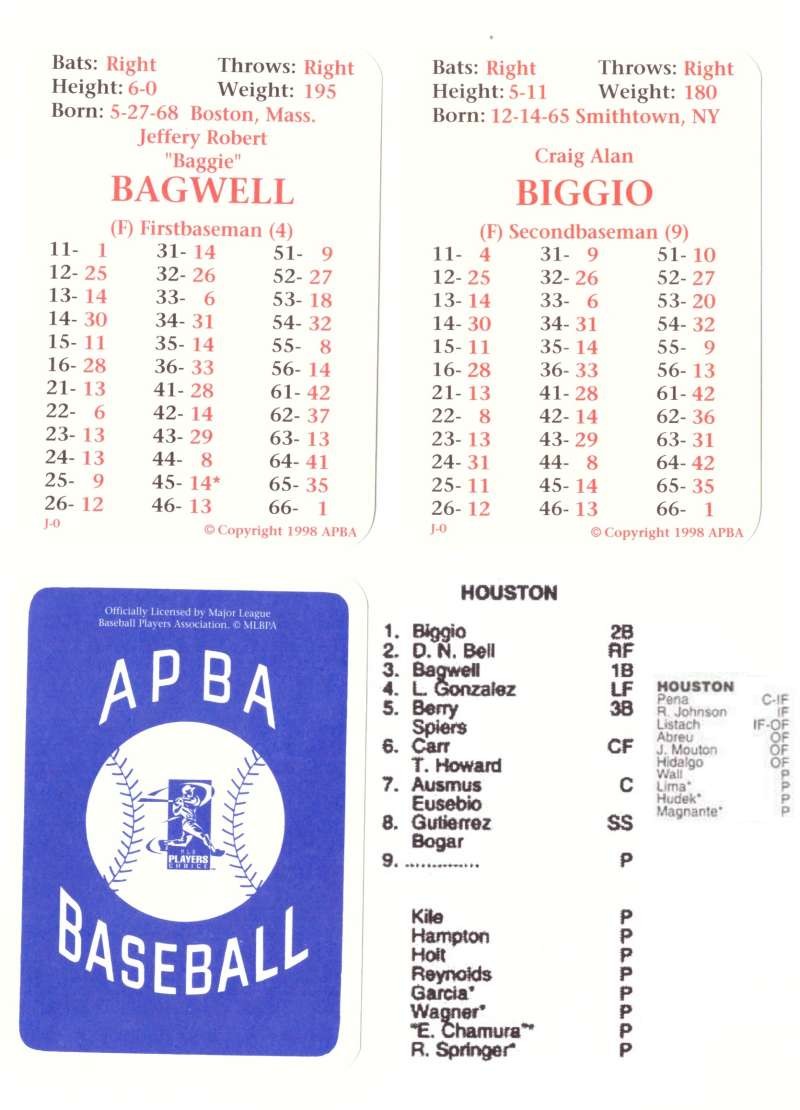 Bats: Right Throws: Right
Height: 6-0 Weight: 195
Born: 5-27-68 Boston, Mass.
Jeffery Robert
"Baggie"
BAGWELL
(F) Firstbaseman (4)
11- 1 31- 14 51- 9
12- 25 32- 26 52- 27
13- 14 33- 6 53- 18
14- 30 34- 31 54- 32
15- 11 35- 14 55- 8
16- 28 36- 33 56- 14
21- 13 41- 28 61- 42
22- 6 42- 14 62- 37
23- 13 43- 29 63- 13
24- 13 44- 8 64- 41
25- 9 45- 14* 65- 35
26- 12 46- 13 66- 1
J-0 © Copyright 1998 APBA
Bats: Right Throws: Right
Height: 5-11 Weight: 180
Born: 12-14-65 Smithtown, NY
Craig Alan
BIGGIO
(F) Secondbaseman (9)
11- 4 31- 9 51- 10
12- 25 32- 26 52- 27
13- 14 33- 6 53- 20
14- 30 34- 31 54- 32
15- 11 35- 14 55- 9
16- 28 36- 33 56- 13
21- 13 41- 28 61- 42
22- 8 42- 14 62- 36
23- 13 43- 29 63- 31
24- 31 44- 8 64- 42
25- 11 45- 14 65- 35
26- 12 46- 13 66- 1
J-0 © Copyright 1998 APBA
Officially Licensed by Major League
Baseball Players Association. © MLBPA
APBA
PLAYERS
CHOICE
BASEBALL
HOUSTON
1. Biggio 2B
2. D. N. Bell RF
3. Bagwell 1B
4. L. Gonzalez LF
5. Berry 3B
Spiers
6. Carr CF
T. Howard
7. Ausmus C
Eusebio
8. Gutierrez SS
Bogar
9. .............. P
Kile P
Hampton P
Holt P
Reynolds P
Garcia* P
Wagner* P
"E. Chamura"* P
R. Springer* P
HOUSTON
Pena C-IF
R. Johnson IF
Listach IF-OF
Abreu OF
J. Mouton OF
Hidalgo OF
Wall P
Lima* P
Hudek* P
Magnante* P